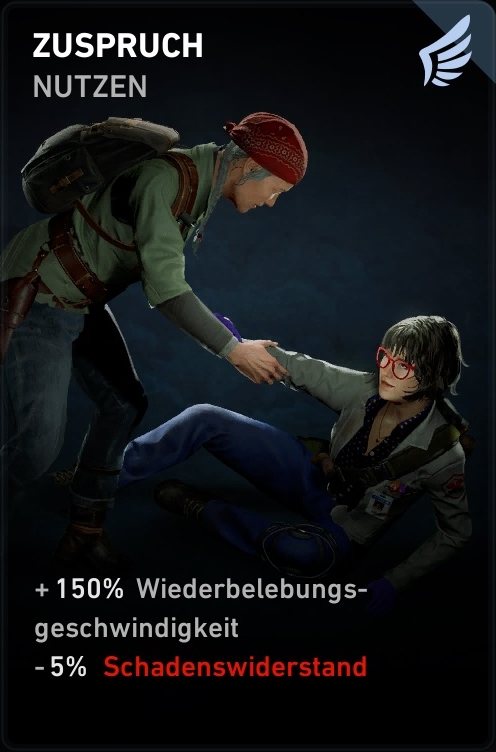 ZUSPRUCH
NUTZEN
+ 150% Wiederbelebungs-
geschwindigkeit
- 5% Schadenswiderstand